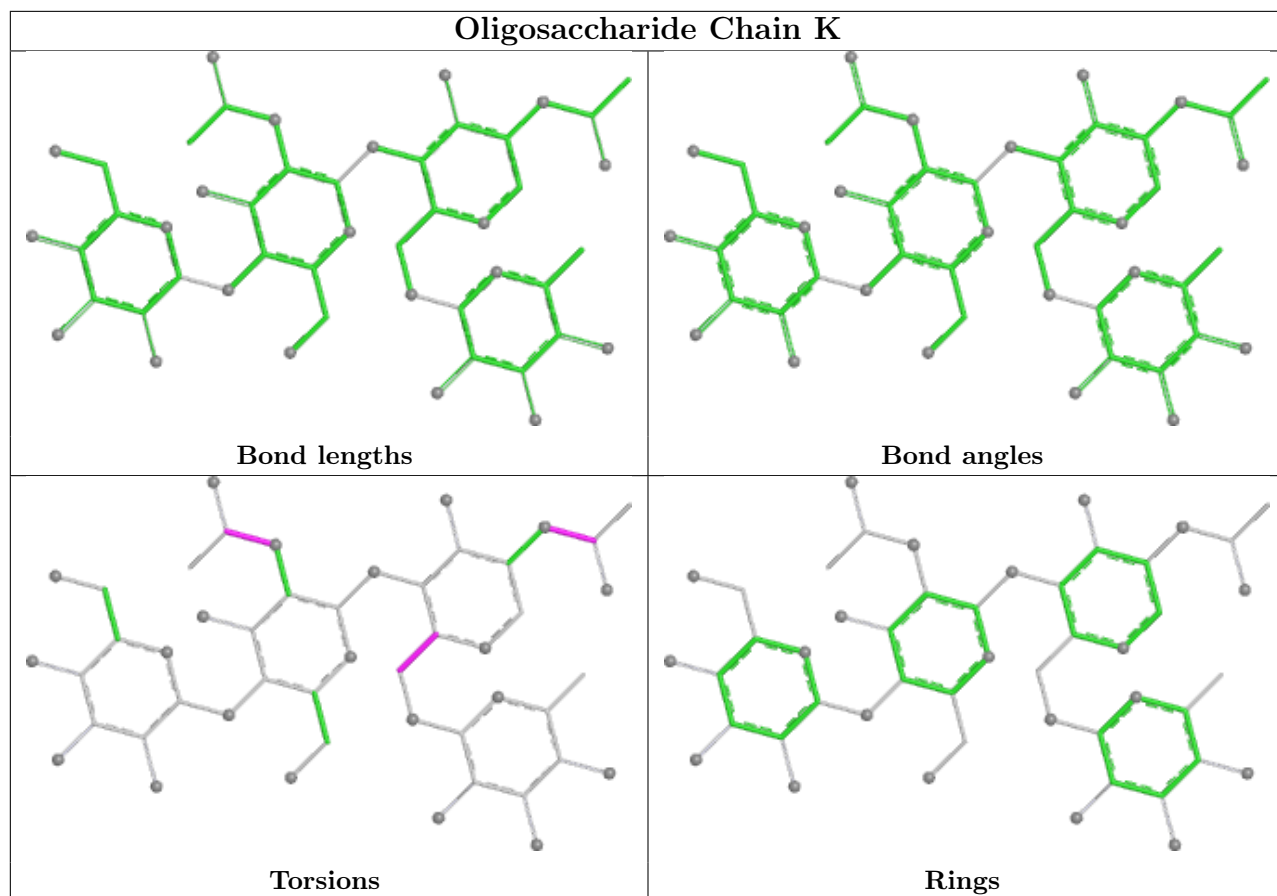 Oligosaccharide Chain K
Bond lengths
Bond angles
Torsions
Rings